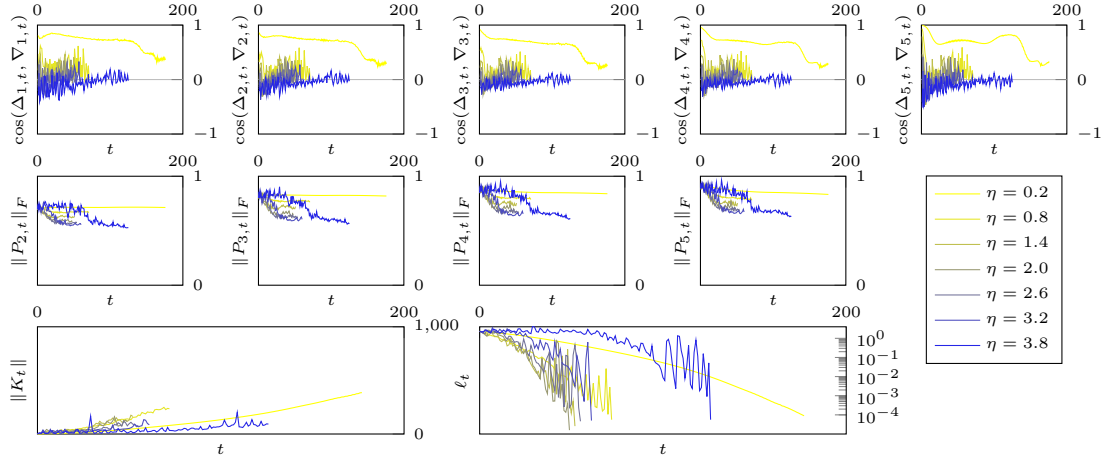 0 200 0 200 0 200 0 200 0 200
cos(Δ1,t, ∇1,t) 1 0 −1 t
cos(Δ2,t, ∇2,t) 1 0 −1 t
cos(Δ3,t, ∇3,t) 1 0 −1 t
cos(Δ4,t, ∇4,t) 1 0 −1 t
cos(Δ5,t, ∇5,t) 1 0 −1 t
0 200 0 200 0 200 0 200
∥P2,t∥F 1 0 t
∥P3,t∥F 1 0 t
∥P4,t∥F 1 0 t
∥P5,t∥F 1 0 t
η = 0.2
η = 0.8
η = 1.4
η = 2.0
η = 2.6
η = 3.2
η = 3.8
0 200 0 200
∥Kt∥ 1,000 0 t
ℓt 10^0 10^−1 10^−2 10^−3 10^−4 t